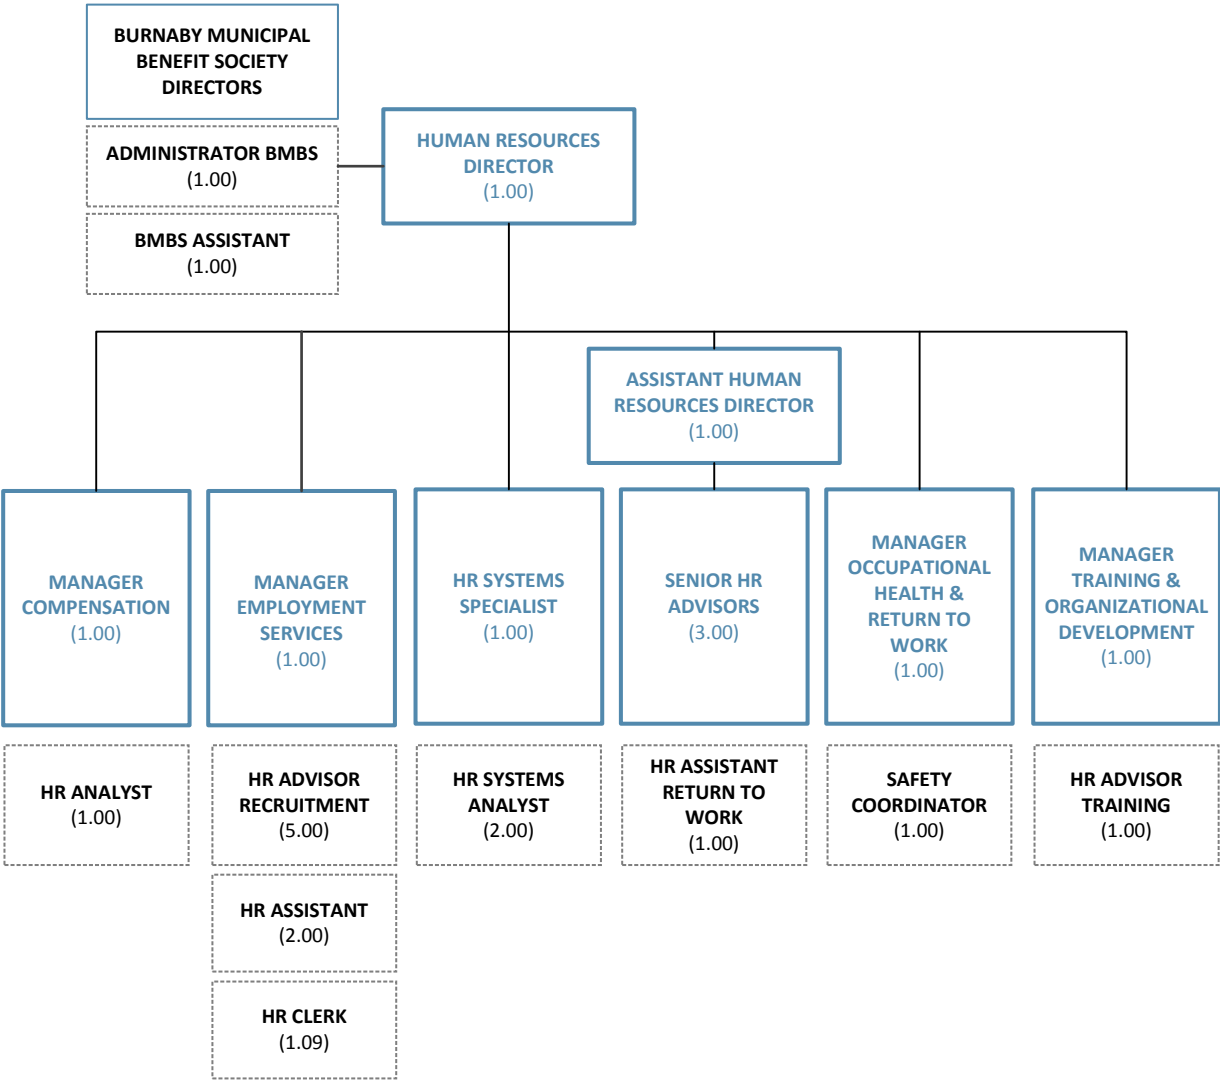 BURNABY MUNICIPAL
BENEFIT SOCIETY
DIRECTORS
ADMINISTRATOR BMBS
(1.00)
BMBS ASSISTANT
(1.00)
HUMAN RESOURCES
DIRECTOR
(1.00)
ASSISTANT HUMAN
RESOURCES DIRECTOR
(1.00)
MANAGER
COMPENSATION
(1.00)
MANAGER
EMPLOYMENT
SERVICES
(1.00)
HR SYSTEMS
SPECIALIST
(1.00)
SENIOR HR
ADVISORS
(3.00)
MANAGER
OCCUPATIONAL
HEALTH &
RETURN TO
WORK
(1.00)
MANAGER
TRAINING &
ORGANIZATIONAL
DEVELOPMENT
(1.00)
HR ANALYST
(1.00)
HR ADVISOR
RECRUITMENT
(5.00)
HR SYSTEMS
ANALYST
(2.00)
HR ASSISTANT
RETURN TO
WORK
(1.00)
SAFETY
COORDINATOR
(1.00)
HR ADVISOR
TRAINING
(1.00)
HR ASSISTANT
(2.00)
HR CLERK
(1.09)